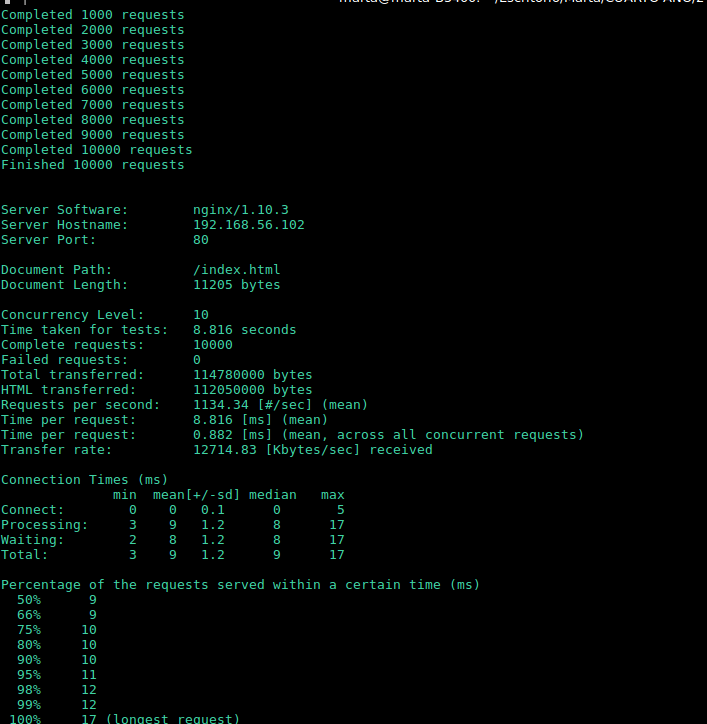 marta@marta-B5400: ~/Escritorio/Marta/CUARTO AÑO/2
Completed 1000 requests
Completed 2000 requests
Completed 3000 requests
Completed 4000 requests
Completed 5000 requests
Completed 6000 requests
Completed 7000 requests
Completed 8000 requests
Completed 9000 requests
Completed 10000 requests
Finished 10000 requests
Server Software:        nginx/1.10.3
Server Hostname:        192.168.56.102
Server Port:            80
Document Path:          /index.html
Document Length:        11205 bytes
Concurrency Level:      10
Time taken for tests:   8.816 seconds
Complete requests:      10000
Failed requests:        0
Total transferred:      114780000 bytes
HTML transferred:       112050000 bytes
Requests per second:    1134.34 [#/sec] (mean)
Time per request:       8.816 [ms] (mean)
Time per request:       0.882 [ms] (mean, across all concurrent requests)
Transfer rate:          12714.83 [Kbytes/sec] received
Connection Times (ms)
              min  mean[+/-sd] median   max
Connect:        0    0   0.1      0       5
Processing:     3    9   1.2      8      17
Waiting:        2    8   1.2      8      17
Total:          3    9   1.2      9      17
Percentage of the requests served within a certain time (ms)
  50%      9
  66%      9
  75%     10
  80%     10
  90%     10
  95%     11
  98%     12
  99%     12
 100%     17 (longest request)